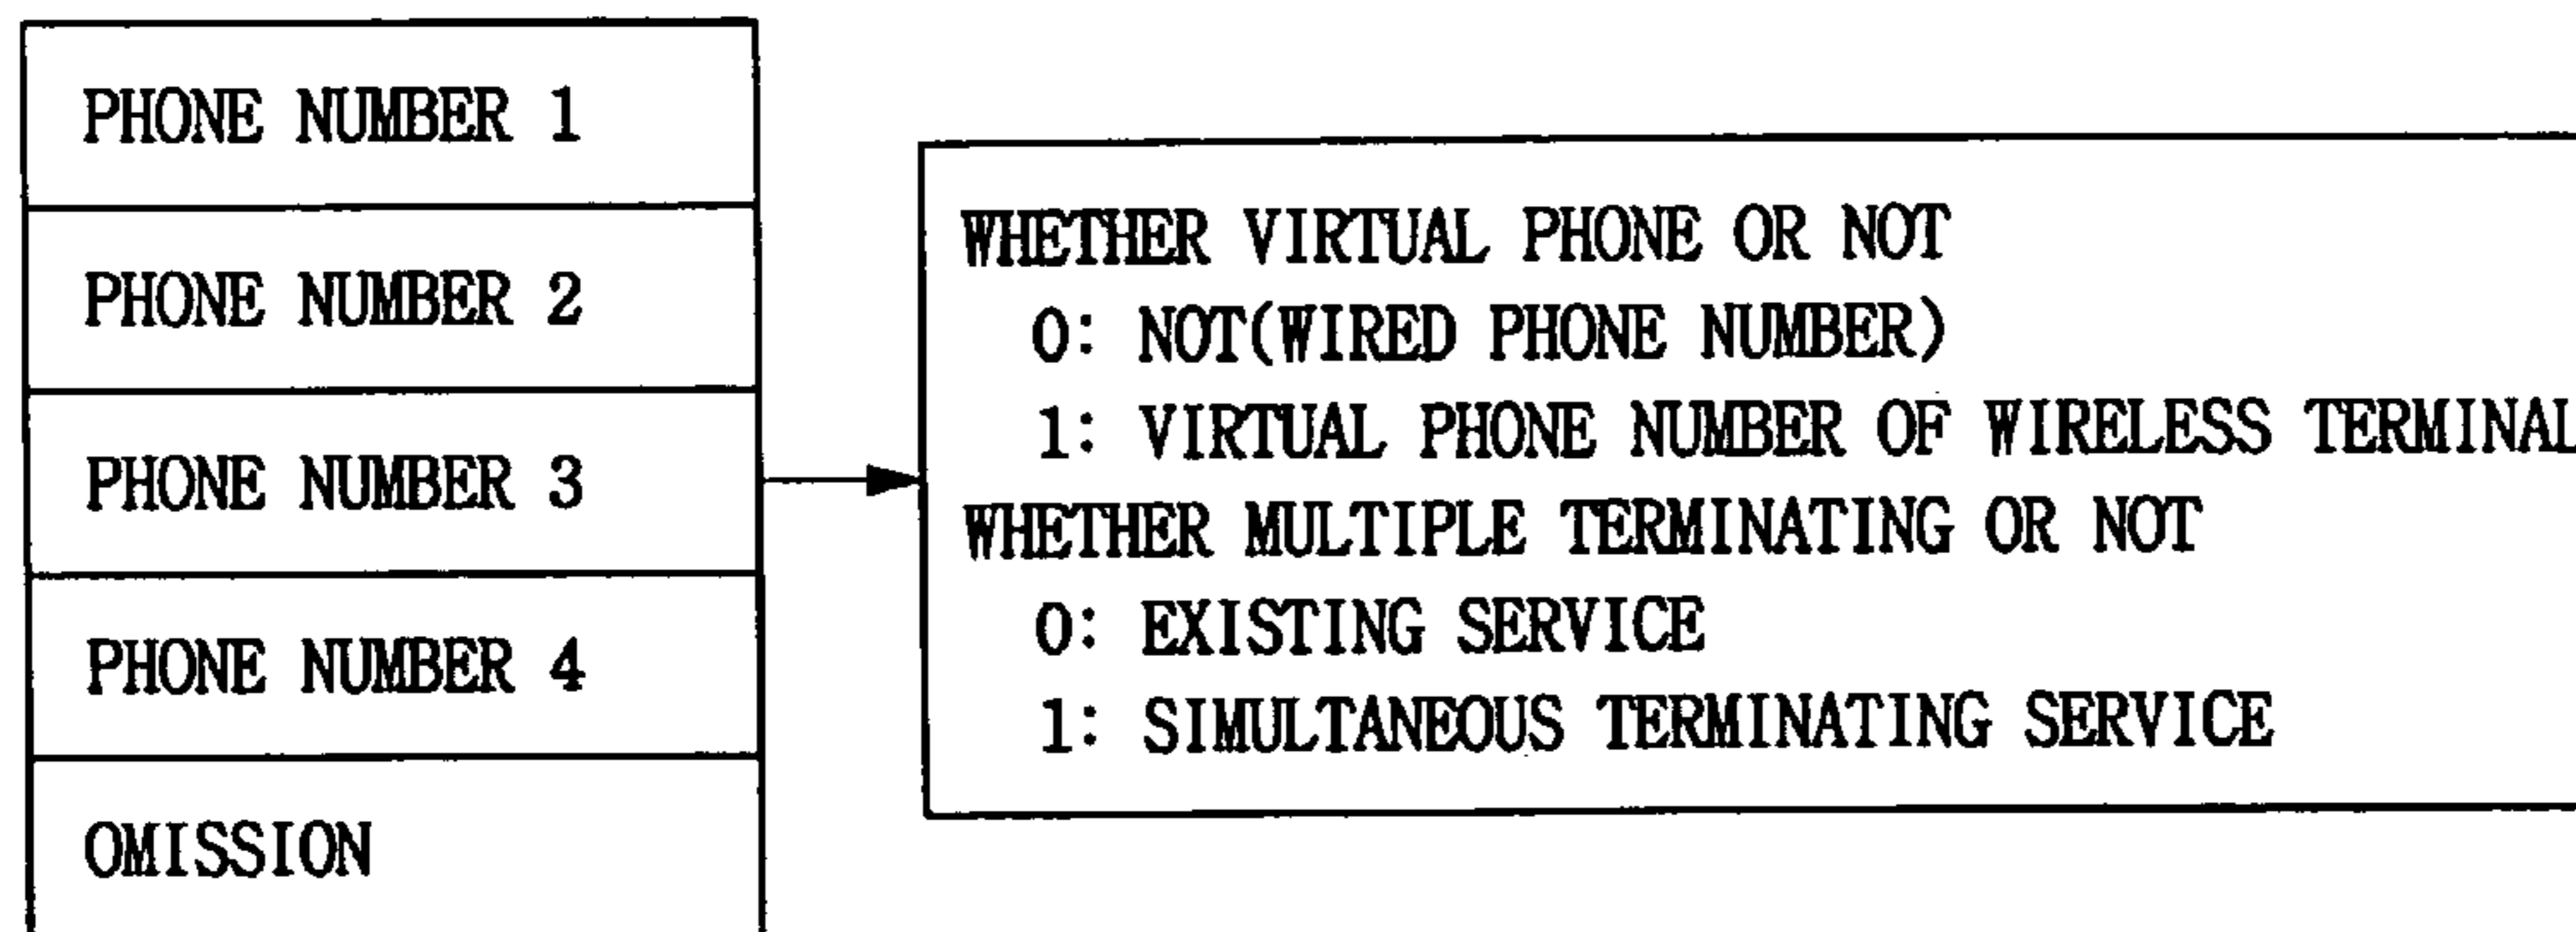 PHONE NUMBER 1
PHONE NUMBER 2
PHONE NUMBER 3
PHONE NUMBER 4
OMISSION
WHETHER VIRTUAL PHONE OR NOT
0: NOT(WIRED PHONE NUMBER)
1: VIRTUAL PHONE NUMBER OF WIRELESS TERMINAL
WHETHER MULTIPLE TERMINATING OR NOT
0: EXISTING SERVICE
1: SIMULTANEOUS TERMINATING SERVICE